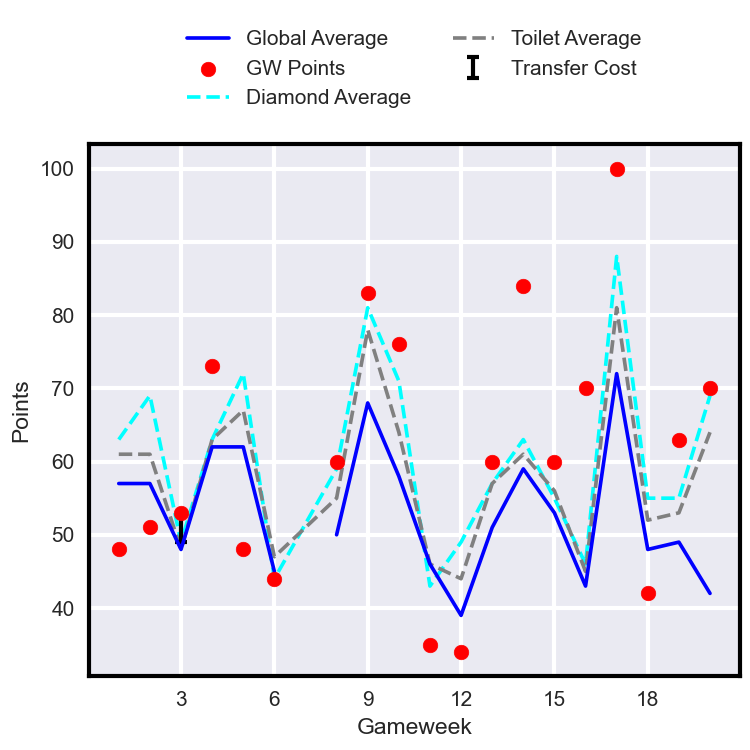 Global Average
GW Points
Diamond Average
Toilet Average
Transfer Cost
100
90
80
70
60
50
40
Points
3 6 9 12 15 18
Gameweek